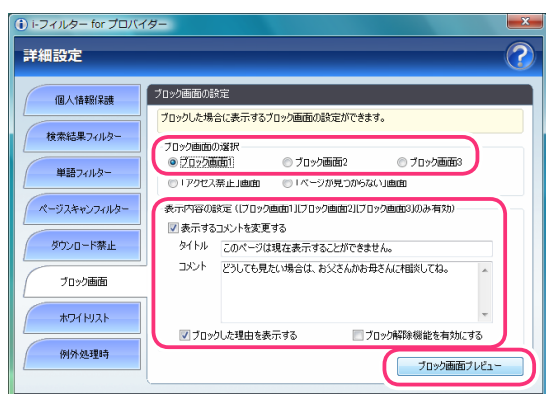 i-フィルター for プロバイダー
詳細設定
個人情報保護
検索結果フィルター
単語フィルター
ページスキャンフィルター
ダウンロード禁止
ブロック画面
ホワイトリスト
例外処理時
ブロック画面の設定
ブロックした場合に表示するブロック画面の設定ができます。
ブロック画面の選択
ブロック画面1
ブロック画面2
ブロック画面3
「アクセス禁止」画面
「ページが見つからない」画面
表示内容の設定([ブロック画面1][ブロック画面2][ブロック画面3]のみ有効)
表示するコメントを変更する
タイトル
このページは現在表示することができません。
コメント
どうしても見たい場合は、お父さんかお母さんに相談してね。
ブロックした理由を表示する
ブロック解除機能を有効にする
ブロック画面プレビュー